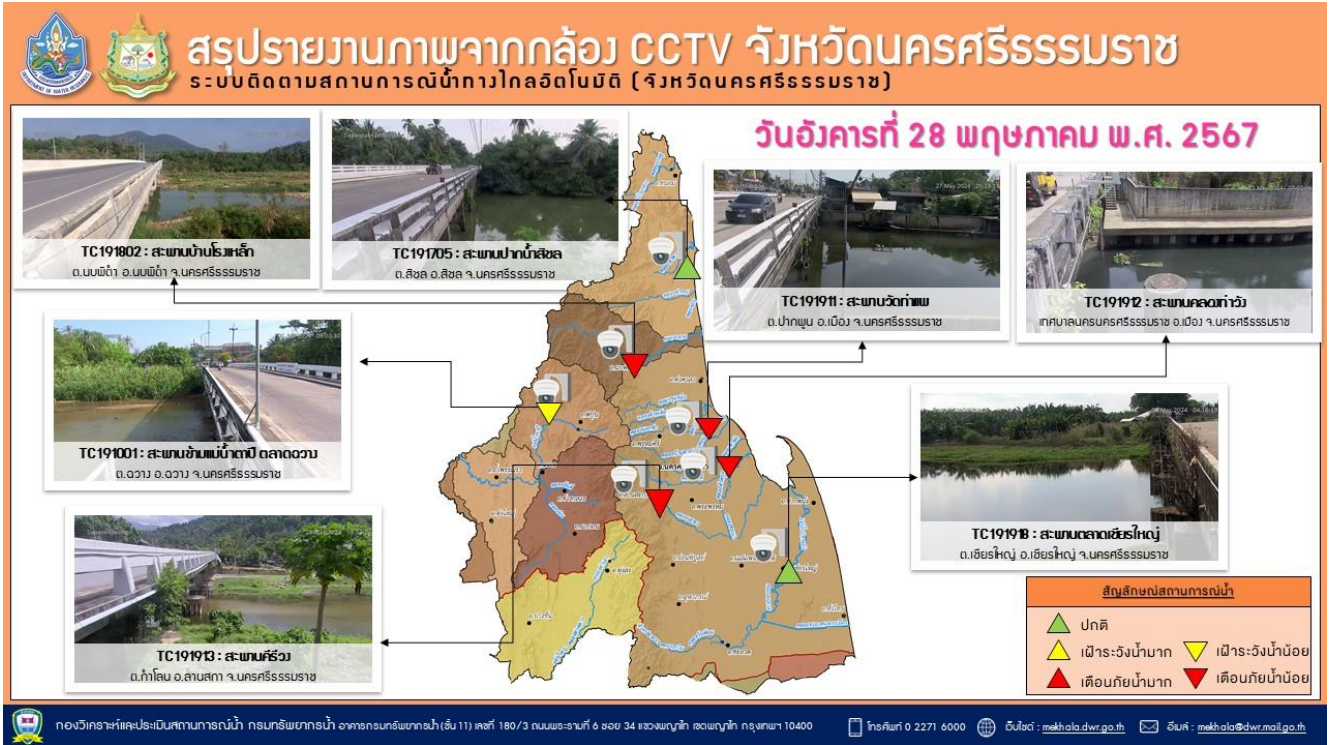 สรุปรายงานภาพจากกล้อง CCTV จังหวัดนครศรีธรรมราช
ระบบติดตามสถานการณ์น้ำทางไกลอัตโนมัติ (จังหวัดนครศรีธรรมราช)
วันอังคารที่ 28 พฤษภาคม พ.ศ. 2567
TC191802 : สะพานบ้านโรงเหล็ก
ต.นบพิตำ อ.นบพิตำ จ.นครศรีธรรมราช
TC191705 : สะพานปากน้ำสิชล
ต.สิชล อ.สิชล จ.นครศรีธรรมราช
TC191911 : สะพานวัดท่าแพ
ต.ปากพูน อ.เมือง จ.นครศรีธรรมราช
TC191912 : สะพานคลองท่าวัง
เทศบาลนครนครศรีธรรมราช อ.เมือง จ.นครศรีธรรมราช
TC191001 : สะพานข้ามแม่น้ำตาปี ตลาดฉวาง
ต.ฉวาง อ.ฉวาง จ.นครศรีธรรมราช
TC191918 : สะพานตลาดเชียรใหญ่
ต.เชียรใหญ่ อ.เชียรใหญ่ จ.นครศรีธรรมราช
TC191913 : สะพานคีรีวง
ต.กำโลน อ.ลานสกา จ.นครศรีธรรมราช
สัญลักษณ์สถานการณ์น้ำ
ปกติ
เฝ้าระวังน้ำมาก
เฝ้าระวังน้ำน้อย
เตือนภัยน้ำมาก
เตือนภัยน้ำน้อย
กองวิเคราะห์และประเมินสถานการณ์น้ำ กรมทรัพยากรน้ำ อาคารกรมทรัพยากรน้ำ (ชั้น 11) เลขที่ 180/3 ถนนพระรามที่ 6 ซอย 34 แขวงพญาไท เขตพญาไท กรุงเทพฯ 10400
โทรศัพท์ 0 2271 6000
เว็บไซต์ : mekhala.dwr.go.th
อีเมล์ : mekhala@dwr.mail.go.th